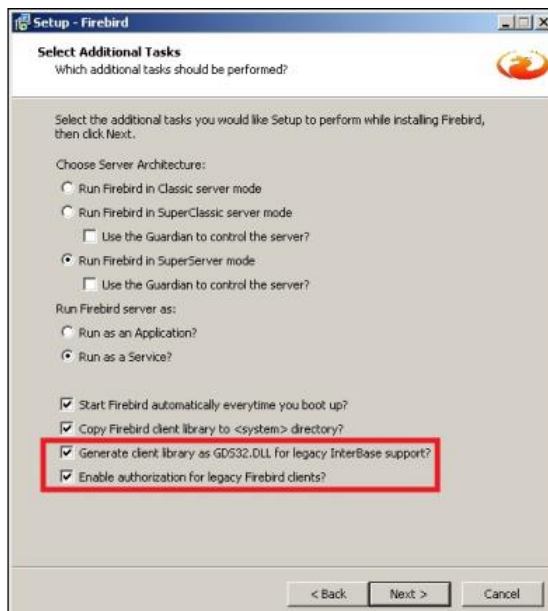 Setup - Firebird
Select Additional Tasks
Which additional tasks should be performed?
Select the additional tasks you would like Setup to perform while installing Firebird,
then click Next.
Choose Server Architecture:
Run Firebird in Classic server mode
Run Firebird in SuperClassic server mode
Use the Guardian to control the server?
Run Firebird in SuperServer mode
Use the Guardian to control the server?
Run Firebird server as:
Run as an Application?
Run as a Service?
Start Firebird automatically everytime you boot up?
Copy Firebird client library to <system> directory?
Generate client library as GDS32.DLL for legacy InterBase support?
Enable authorization for legacy Firebird clients?
< Back
Next >
Cancel